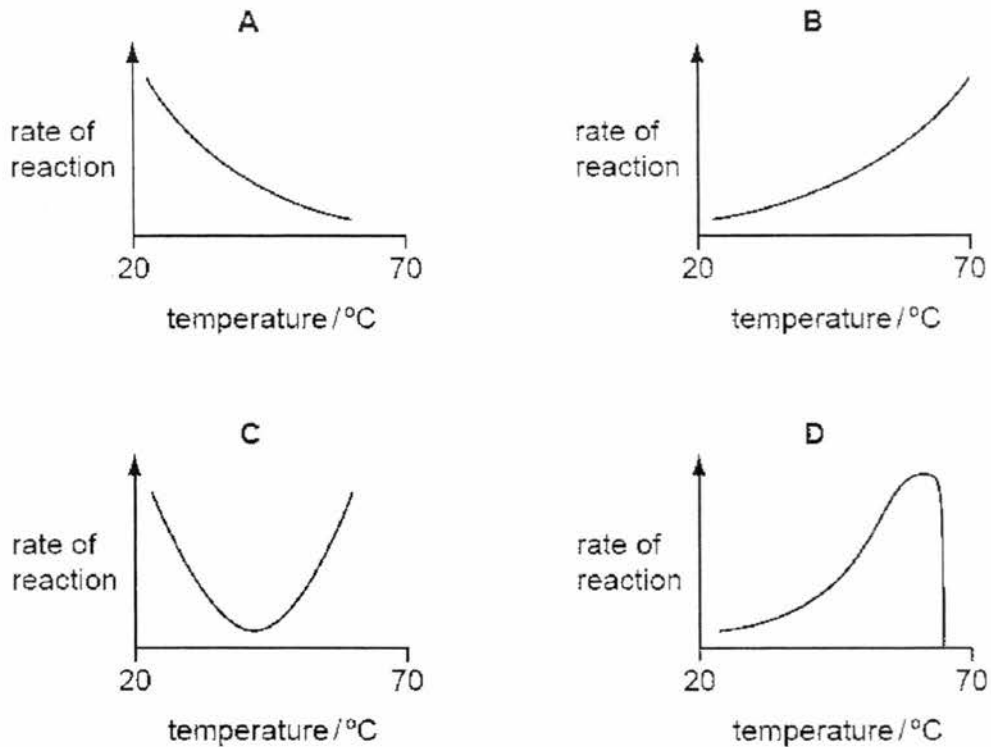 A
rate of
reaction
20
70
temperature/°C
B
rate of
reaction
20
70
temperature/°C
C
rate of
reaction
20
70
temperature/°C
D
rate of
reaction
20
70
temperature/°C